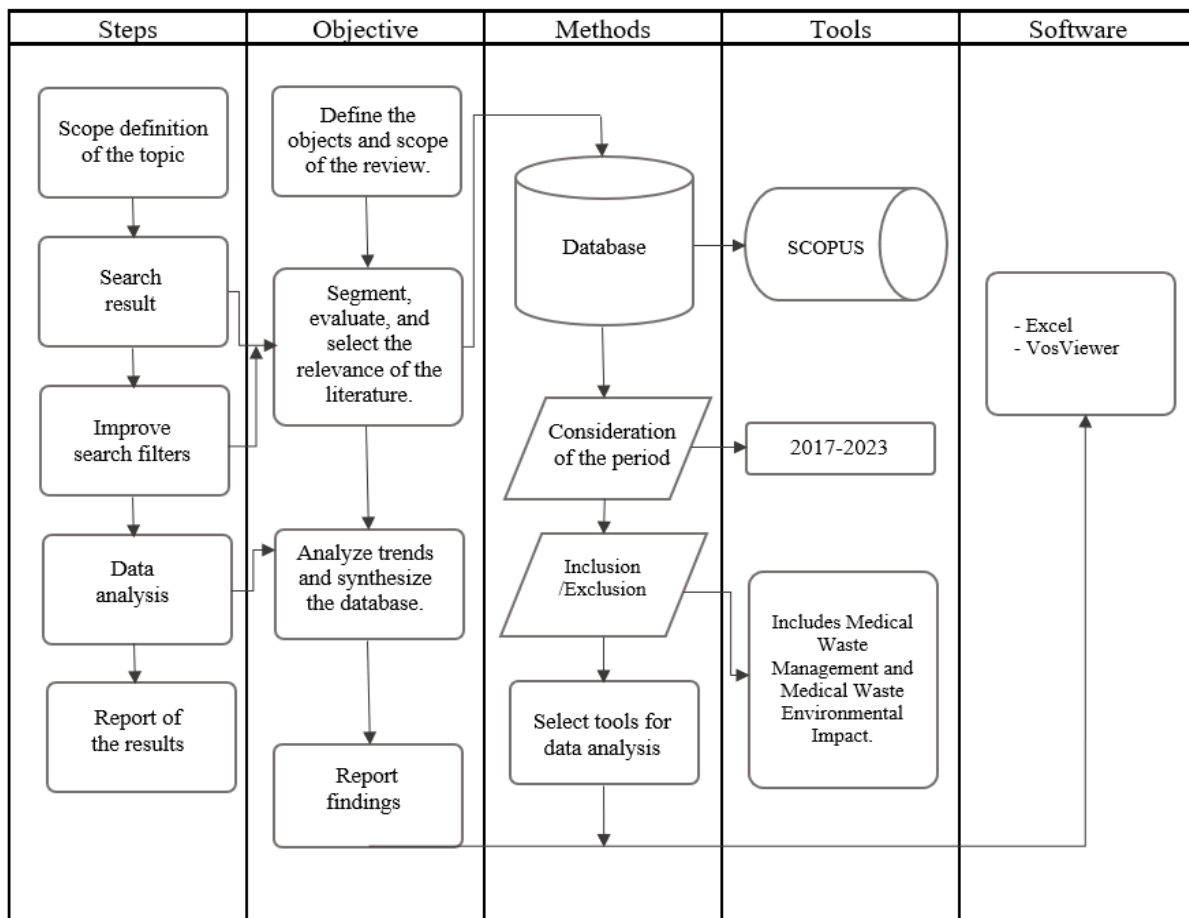 Steps
Objective
Methods
Tools
Software
Scope definition
of the topic
Search
result
Improve
search filters
Data
analysis
Report of
the results
Define the
objects and scope
of the review.
Segment,
evaluate, and
select the
relevance of the
literature.
Analyze trends
and synthesize
the database.
Report
findings
Database
Consideration
of the period
Inclusion
/Exclusion
Select tools for
data analysis
SCOPUS
2017-2023
Includes Medical
Waste
Management and
Medical Waste
Environmental
Impact.
- Excel
- VosViewer